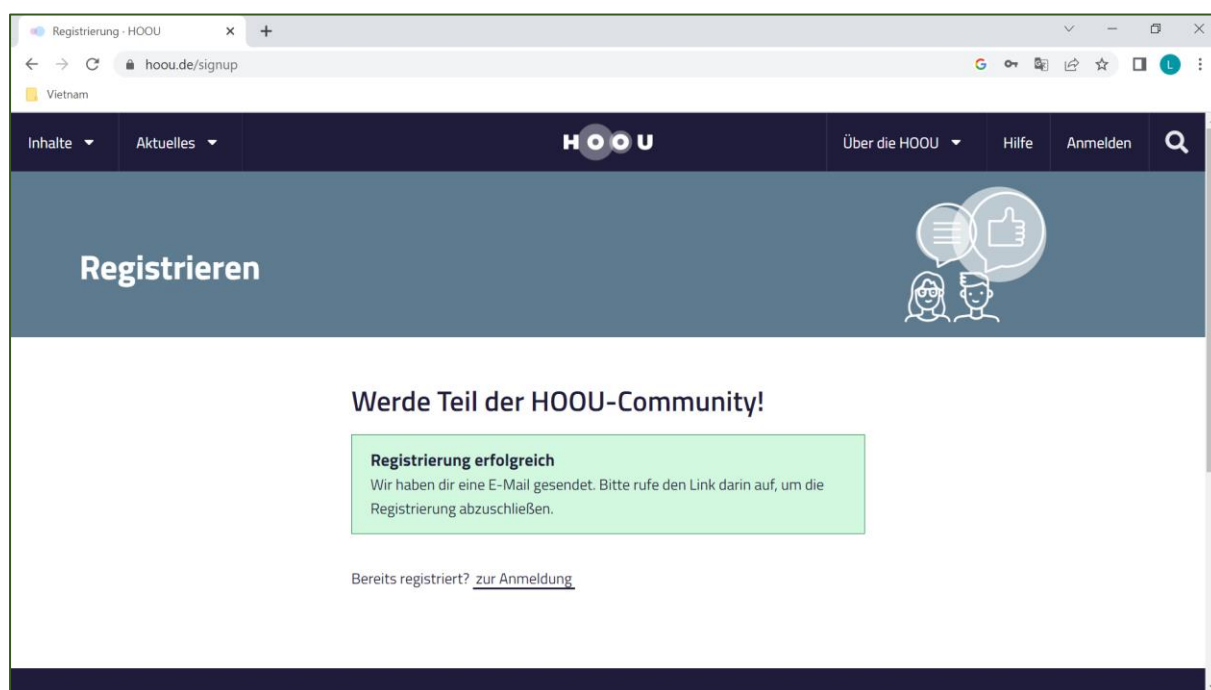 Registrierung - HOOU
hoou.de/signup
Vietnam
Inhalte
Aktuelles
HOOU
Über die HOOU
Hilfe
Anmelden
Registrieren
Werde Teil der HOOU-Community!
Registrierung erfolgreich
Wir haben dir eine E-Mail gesendet. Bitte rufe den Link darin auf, um die
Registrierung abzuschließen.
Bereits registriert? zur Anmeldung